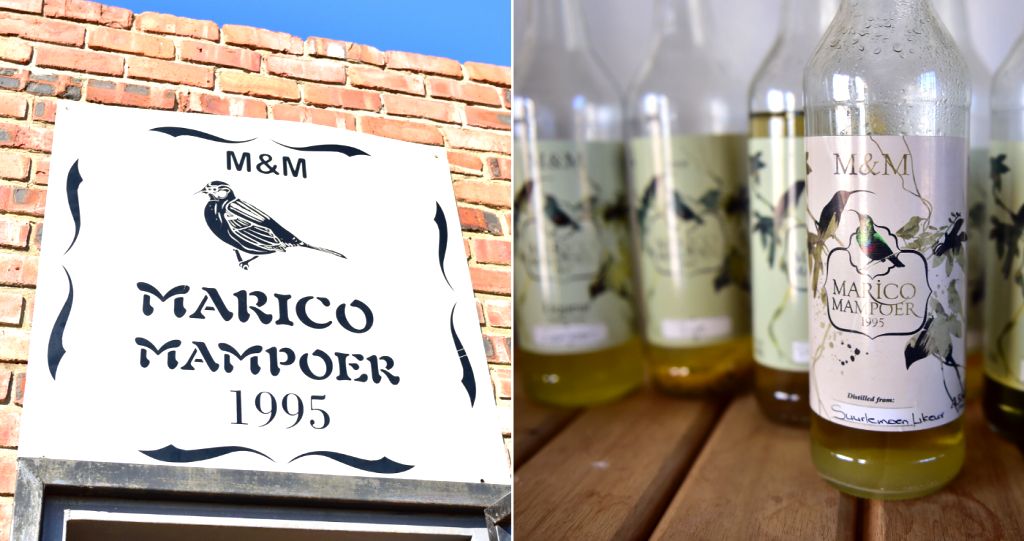 M&M
MARICO
MAMPOER
1995
M&M
M&M
MARICO
MAMPOER
1995
Distilled from:
Suurlemoen Likeur